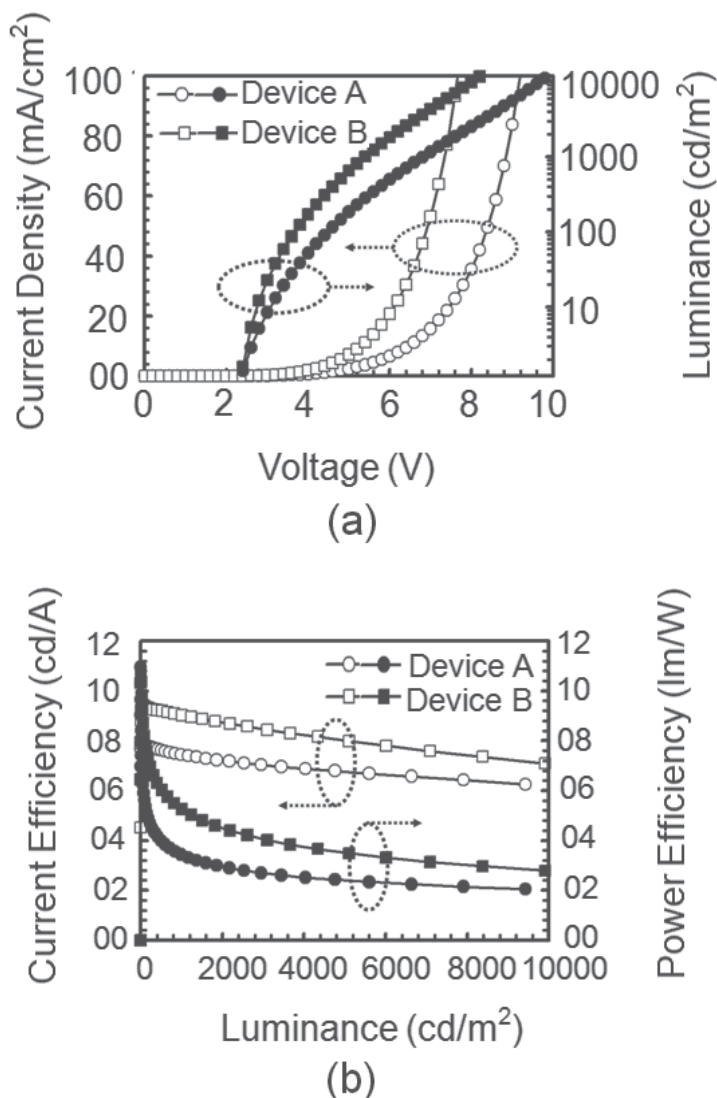 Current Density (mA/cm²)
100
80
60
40
20
00
Device A
Device B
10000
1000
100
10
Luminance (cd/m²)
0 2 4 6 8 10
Voltage (V)
(a)
Current Efficiency (cd/A)
12
10
08
06
04
02
00
Device A
Device B
12
10
08
06
04
02
00
Power Efficiency (lm/W)
0 2000 4000 6000 8000 10000
Luminance (cd/m²)
(b)